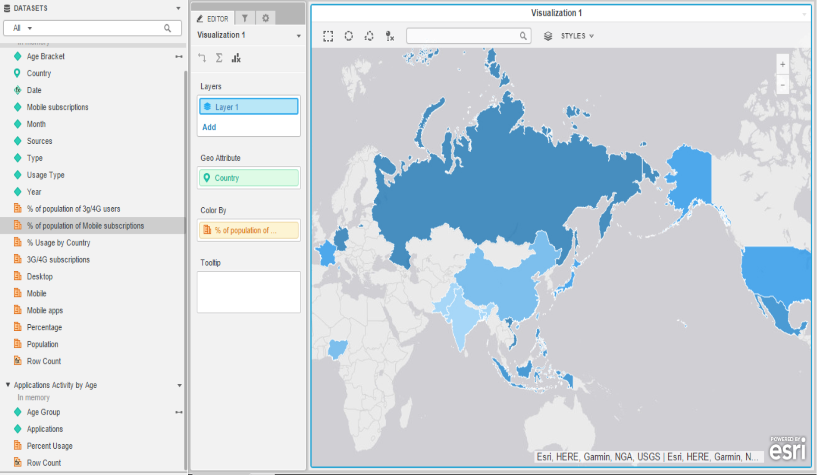 DATASETS
All
In memory
Age Bracket
Country
Date
Mobile subscriptions
Month
Sources
Type
Usage Type
Year
% of population of 3g/4G users
% of population of Mobile subscriptions
% Usage by Country
3G/4G subscriptions
Desktop
Mobile
Mobile apps
Percentage
Population
Row Count
Applications Activity by Age
In memory
Age Group
Applications
Percent Usage
Row Count
EDITOR
Visualization 1
Layers
Layer 1
Add
Geo Attribute
Country
Color By
% of population of ...
Tooltip
Visualization 1
STYLES
+
-
POWERED BY
esri
Esri, HERE, Garmin, NGA, USGS | Esri, HERE, Garmin, N...